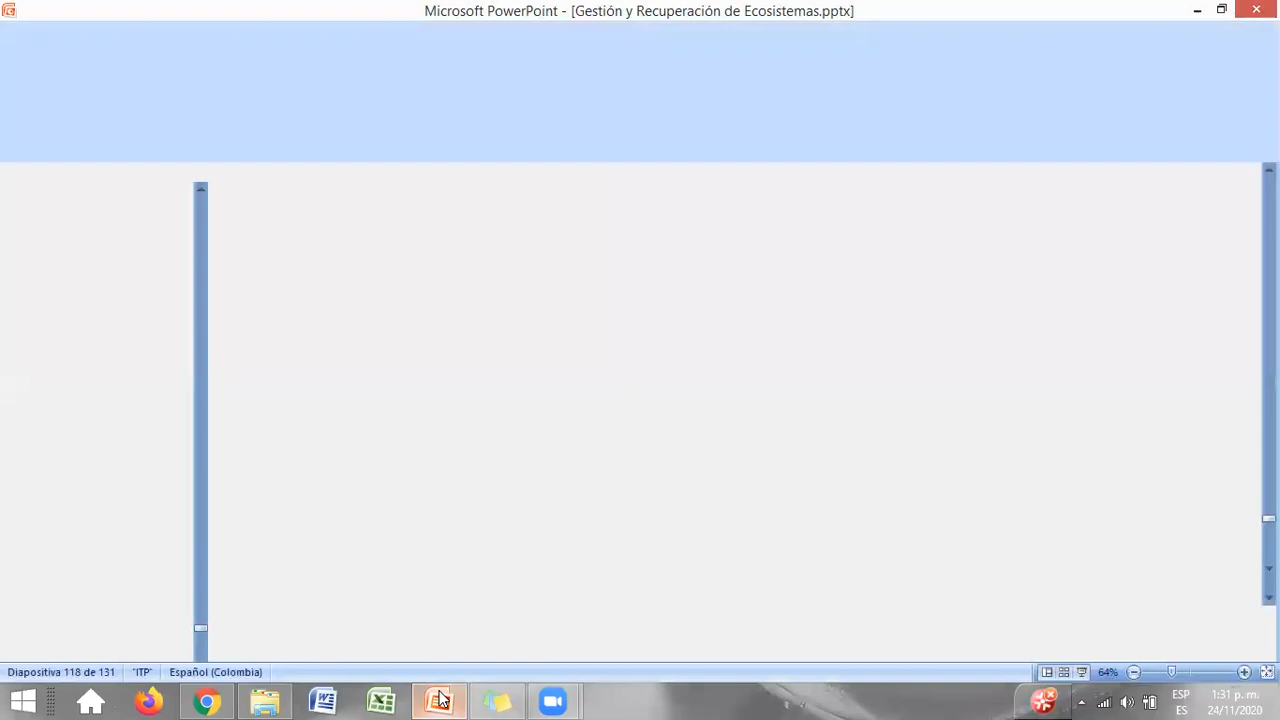 Microsoft PowerPoint - [Gestión y Recuperación de Ecosistemas.pptx]
Diapositiva 118 de 131 "ITP" Español (Colombia) 64%
ESP 1:31 p. m.
ES 24/11/2020